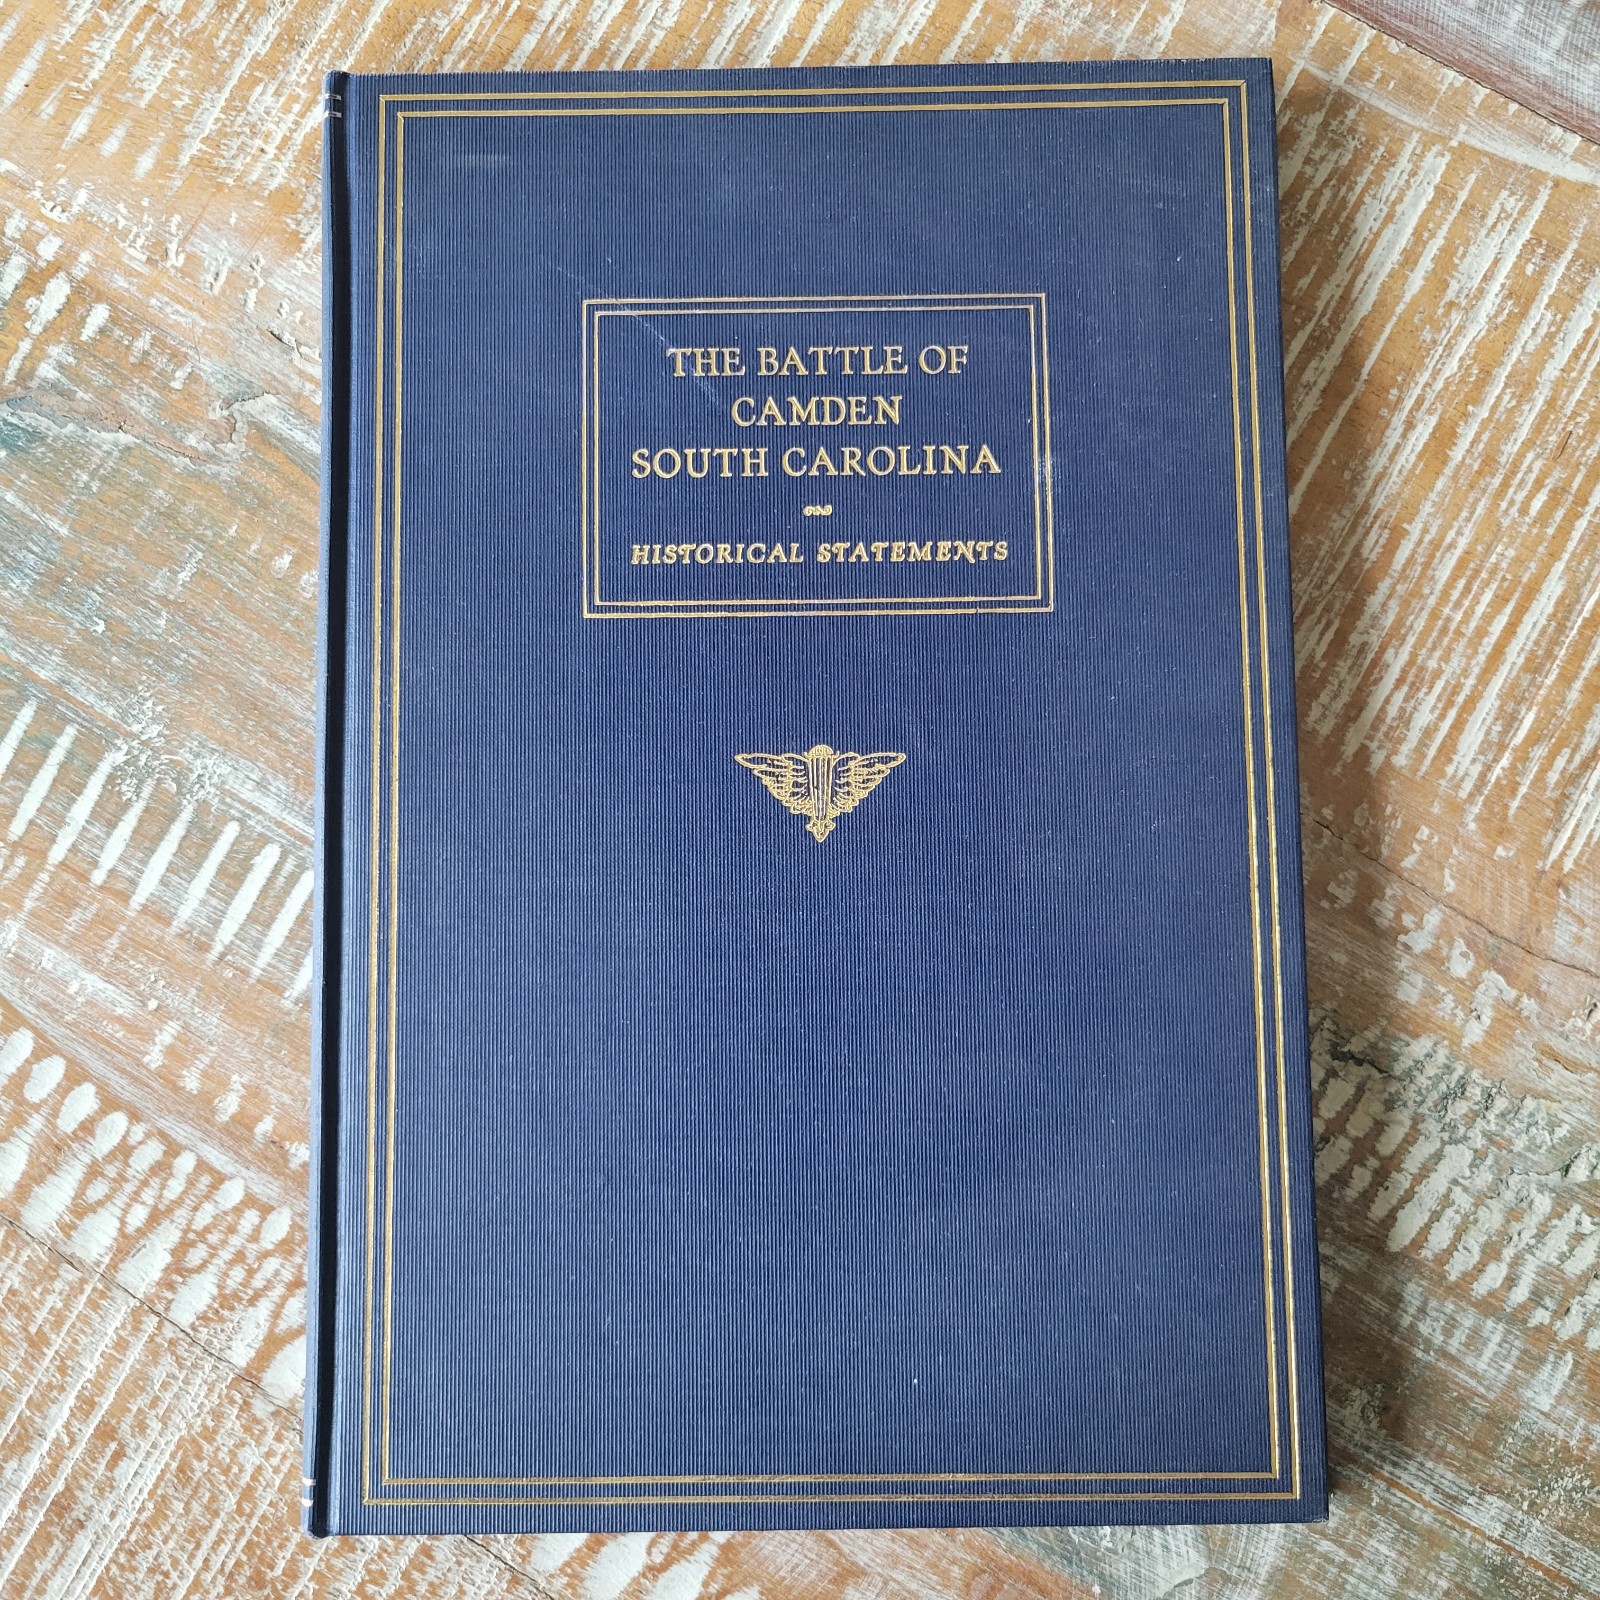 THE BATTLE OF
CAMDEN
SOUTH CAROLINA
HISTORICAL STATEMENTS